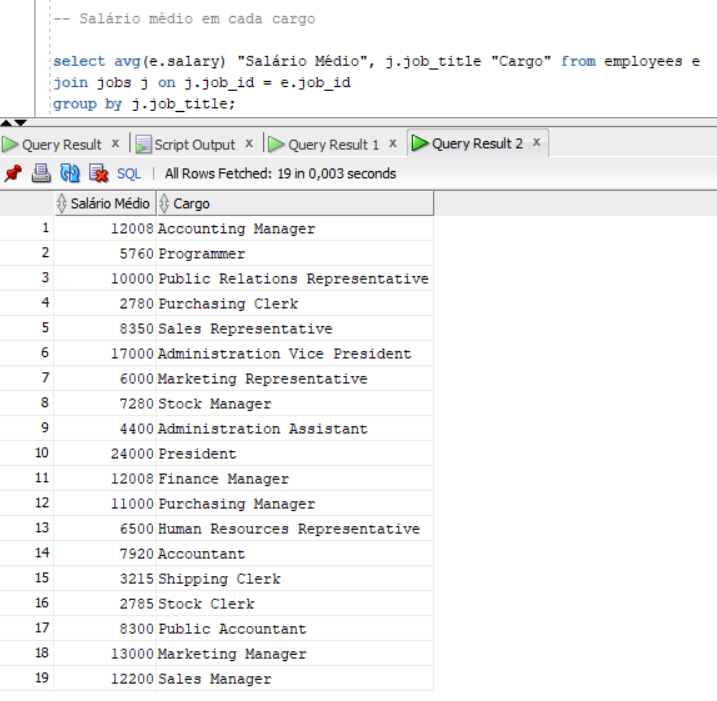 -- Salário médio em cada cargo
select avg(e.salary) "Salário Médio", j.job_title "Cargo" from employees e
join jobs j on j.job_id = e.job_id
group by j.job_title;
Query Result x Script Output x Query Result 1 x Query Result 2 x
SQL | All Rows Fetched: 19 in 0,003 seconds
Salário Médio Cargo
1 12008 Accounting Manager
2 5760 Programmer
3 10000 Public Relations Representative
4 2780 Purchasing Clerk
5 8350 Sales Representative
6 17000 Administration Vice President
7 6000 Marketing Representative
8 7280 Stock Manager
9 4400 Administration Assistant
10 24000 President
11 12008 Finance Manager
12 11000 Purchasing Manager
13 6500 Human Resources Representative
14 7920 Accountant
15 3215 Shipping Clerk
16 2785 Stock Clerk
17 8300 Public Accountant
18 13000 Marketing Manager
19 12200 Sales Manager